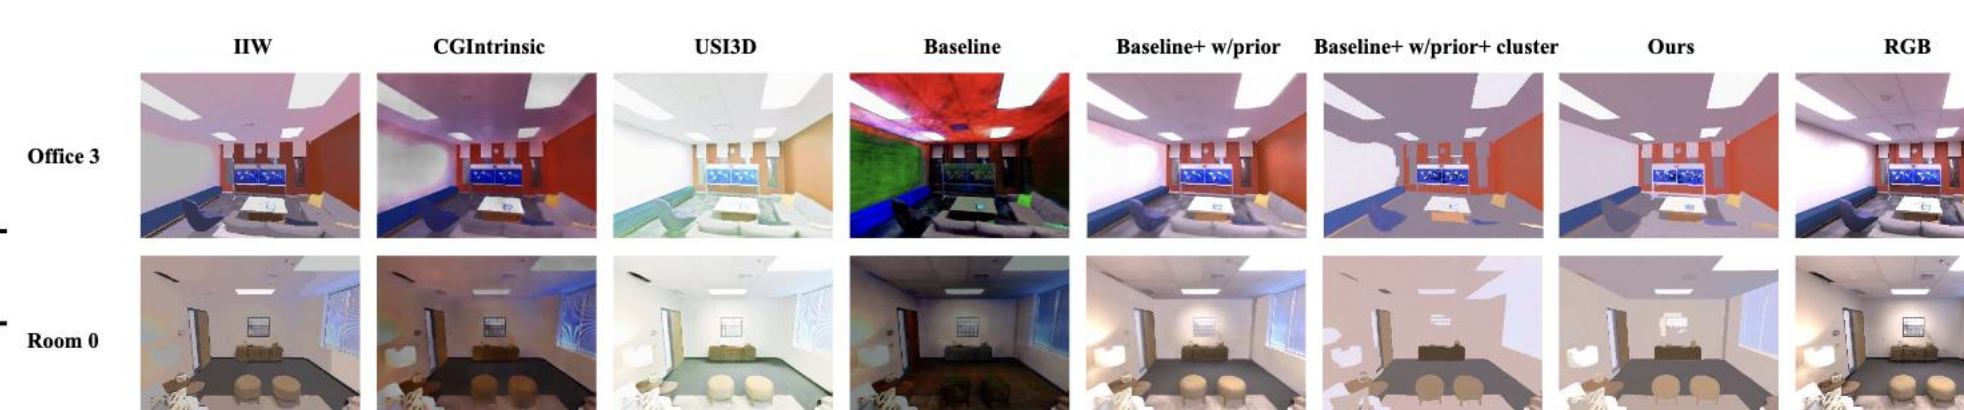 IIW CGIntrinsic USI3D Baseline Baseline+ w/prior Baseline+ w/prior+ cluster Ours RGB
Office 3
Room 0